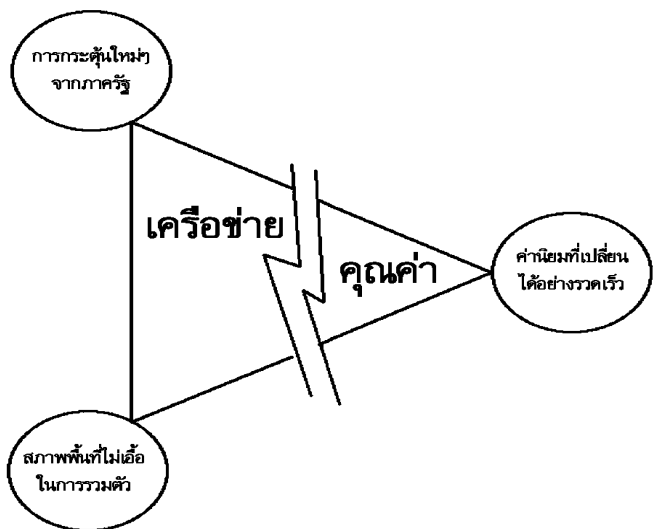 การกระตุ้นใหม่ๆ
จากภาครัฐ
เครือข่าย
คุณค่า
ค่านิยมที่เปลี่ยน
ได้อย่างรวดเร็ว
สภาพพื้นที่ไม่เอื้อ
ในการรวมตัว